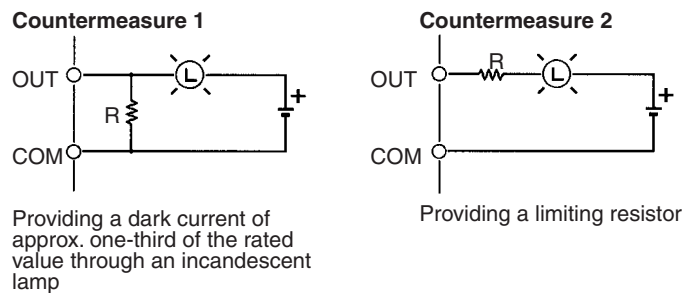 Countermeasure 1
OUT
L
R
+
COM
Providing a dark current of
approx. one-third of the rated
value through an incandescent
lamp
Countermeasure 2
R
OUT
L
+
COM
Providing a limiting resistor